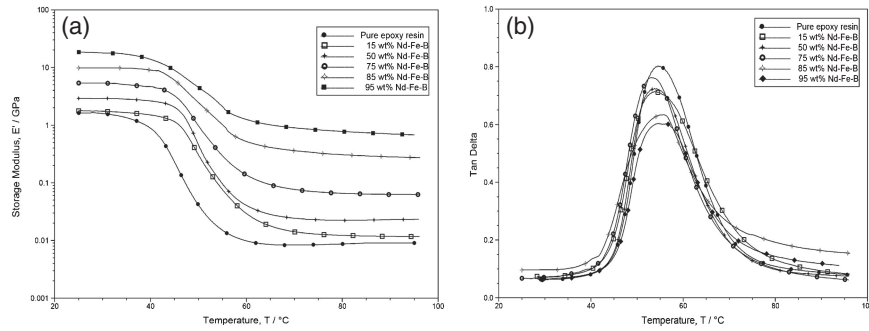 (a)
100
10
1
0.1
0.01
0.001
20
40
60
80
100
Storage Modulus, E' / GPa
Temperature, T / °C
Pure epoxy resin
15 wt% Nd-Fe-B
50 wt% Nd-Fe-B
75 wt% Nd-Fe-B
85 wt% Nd-Fe-B
95 wt% Nd-Fe-B
(b)
1.0
0.8
0.6
0.4
0.2
0.0
20
40
60
80
100
Tan Delta
Temperature, T / °C
Pure epoxy resin
15 wt% Nd-Fe-B
50 wt% Nd-Fe-B
75 wt% Nd-Fe-B
85 wt% Nd-Fe-B
95 wt% Nd-Fe-B